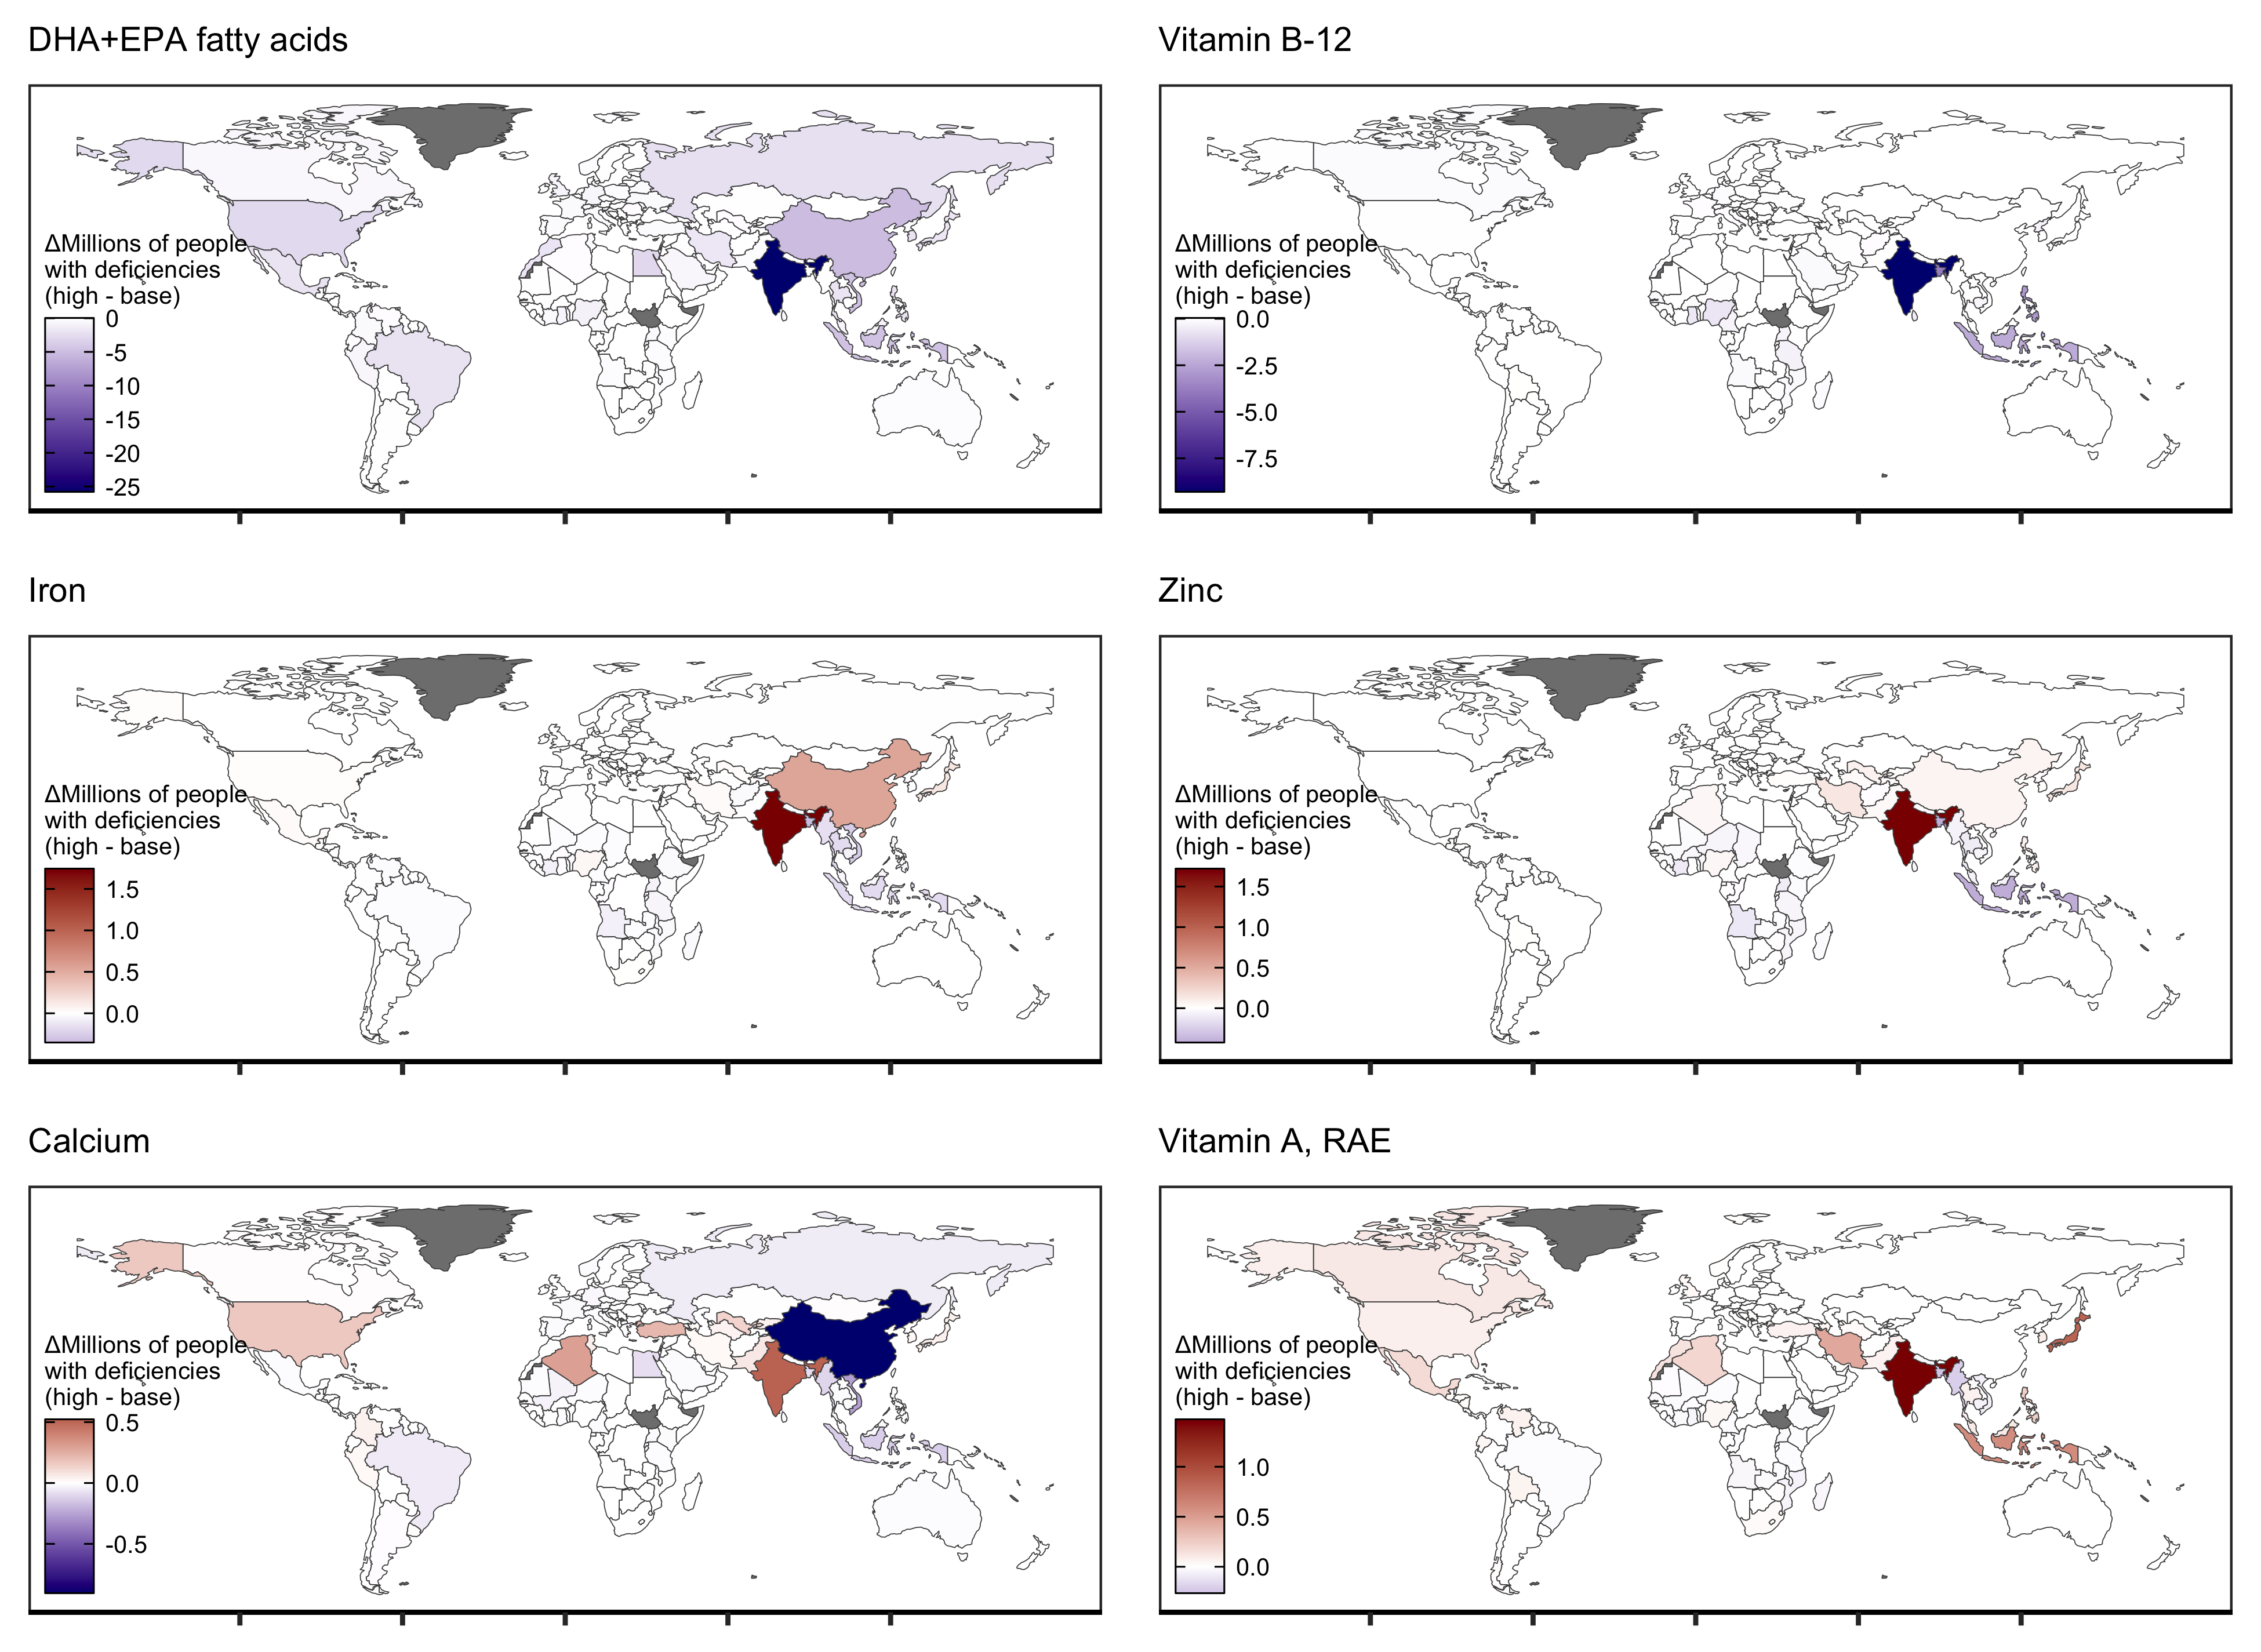 DHA+EPA fatty acids
ΔMillions of people
with deficiencies
(high - base)
0
-5
-10
-15
-20
-25
Vitamin B-12
ΔMillions of people
with deficiencies
(high - base)
0.0
-2.5
-5.0
-7.5
Iron
ΔMillions of people
with deficiencies
(high - base)
1.5
1.0
0.5
0.0
Zinc
ΔMillions of people
with deficiencies
(high - base)
1.5
1.0
0.5
0.0
Calcium
ΔMillions of people
with deficiencies
(high - base)
0.5
0.0
-0.5
Vitamin A, RAE
ΔMillions of people
with deficiencies
(high - base)
1.0
0.5
0.0